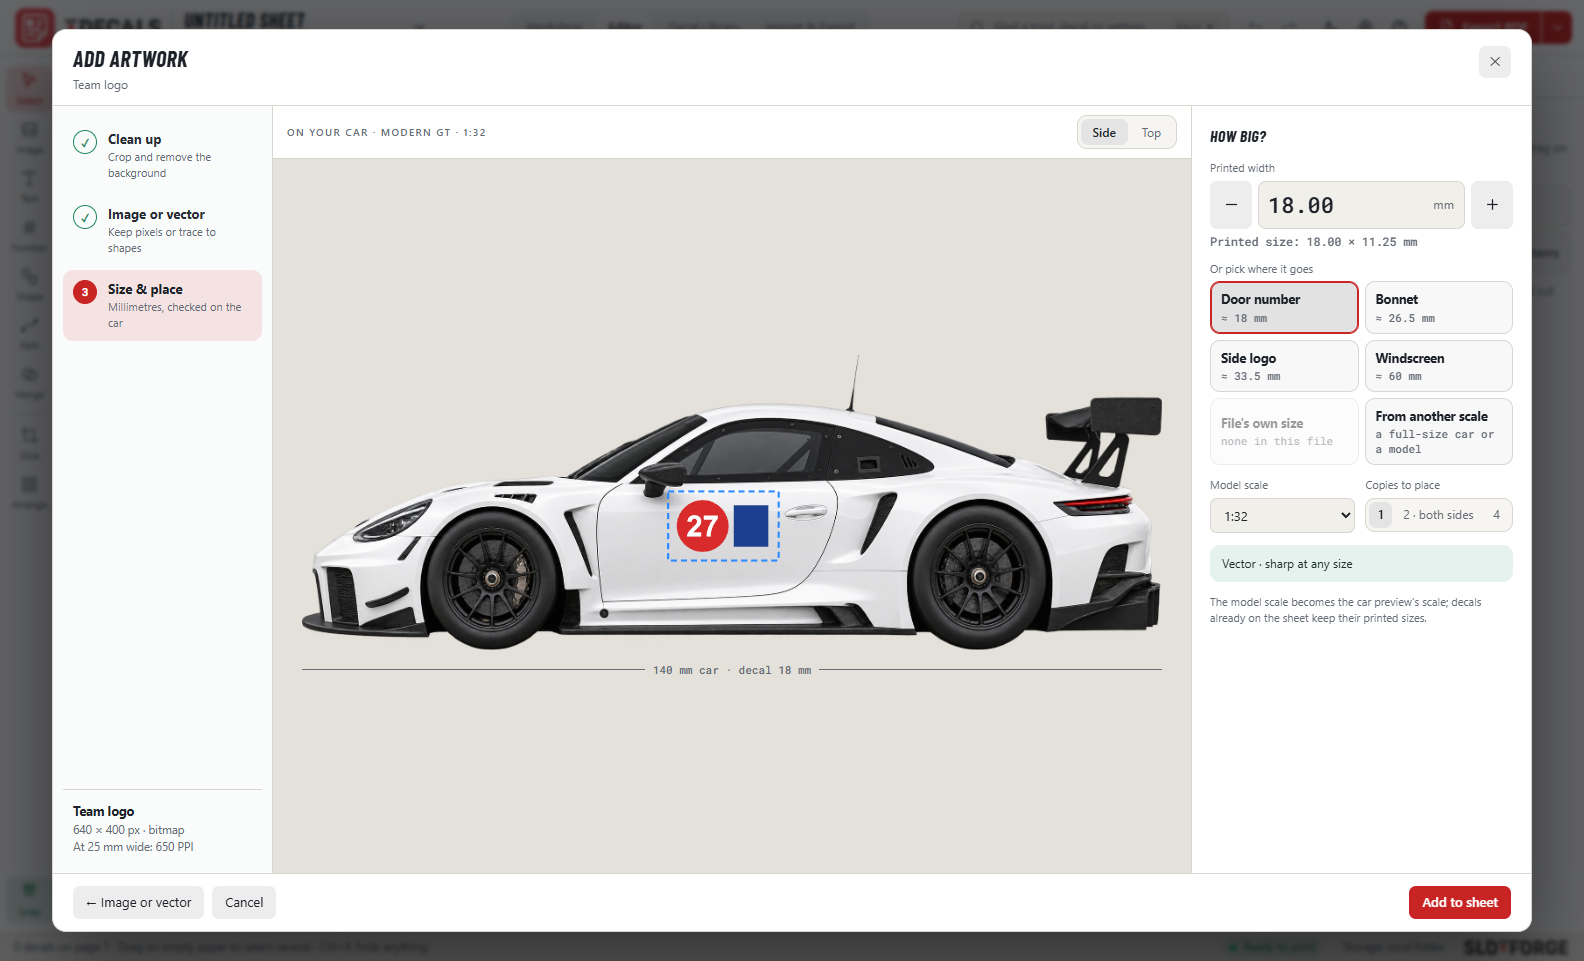 TDECALS
UNTITLED SHEET
ADD ARTWORK
Team logo
Clean up
Crop and remove the
background
Image or vector
Keep pixels or trace to
shapes
3
Size & place
Millimetres, checked on the
car
Team logo
640 × 400 px · bitmap
At 25 mm wide: 650 PPI
ON YOUR CAR · MODERN GT · 1:32
Side
Top
27
140 mm car · decal 18 mm
HOW BIG?
Printed width
− 18.00 mm +
Printed size: 18.00 × 11.25 mm
Or pick where it goes
Door number
≈ 18 mm
Bonnet
≈ 26.5 mm
Side logo
≈ 33.5 mm
Windscreen
≈ 60 mm
File's own size
none in this file
From another scale
a full-size car or
a model
Model scale
1:32
Copies to place
1 2 · both sides 4
Vector · sharp at any size
The model scale becomes the car preview's scale; decals
already on the sheet keep their printed sizes.
← Image or vector
Cancel
Add to sheet
SLOTFORGE